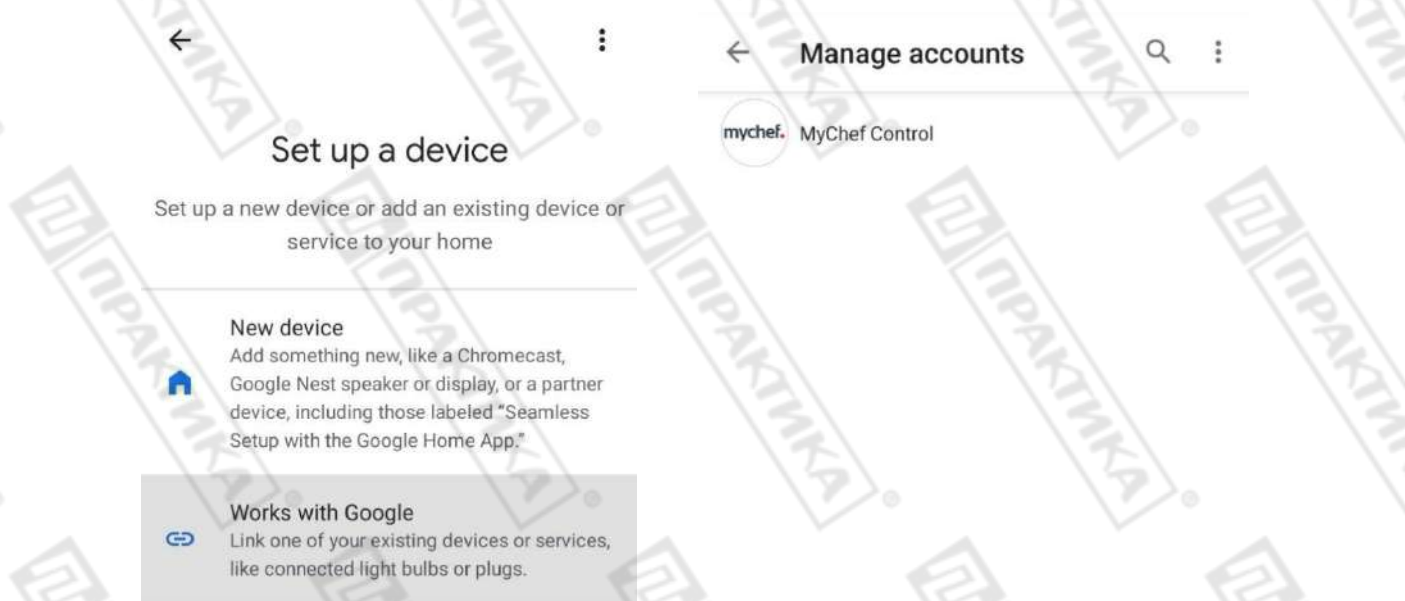 Set up a device
Set up a new device or add an existing device or
service to your home
New device
Add something new, like a Chromecast,
Google Nest speaker or display, or a partner
device, including those labeled “Seamless
Setup with the Google Home App.”
Works with Google
Link one of your existing devices or services,
like connected light bulbs or plugs.
Manage accounts
mychef.
MyChef Control
ПРАКТИКА